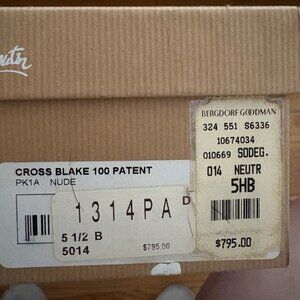 BERGDORF GOODMAN
324 551 S6336
10674034
010669 SODEG.
014 NEUTR
5HB
$795.00
CROSS BLAKE 100 PATENT
PK1A NUDE
1314PA D
5 1/2 B
5014
$795.00